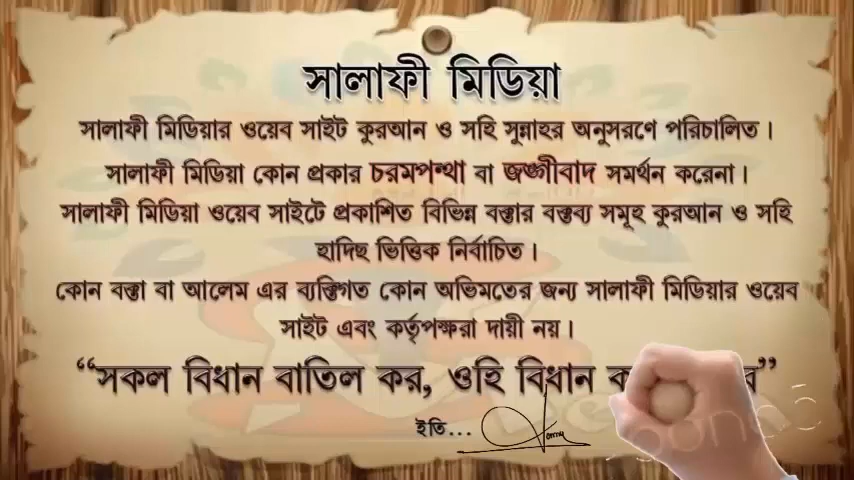 সালাফী মিডিয়া
সালাফী মিডিয়ার ওয়েব সাইট কুরআন ও সহি সুন্নাহর অনুসরণে পরিচালিত।
সালাফী মিডিয়া কোন প্রকার চরমপন্থা বা জঙ্গীবাদ সমর্থন করেনা।
সালাফী মিডিয়া ওয়েব সাইটে প্রকাশিত বিভিন্ন বক্তার বক্তব্য সমূহ কুরআন ও সহি
হাদিছ ভিত্তিক নির্বাচিত।
কোন বক্তা বা আলেম এর ব্যক্তিগত কোন অভিমতের জন্য সালাফী মিডিয়ার ওয়েব
সাইট এবং কর্তৃপক্ষরা দায়ী নয়।
“সকল বিধান বাতিল কর, ওহি বিধান
ইতি...